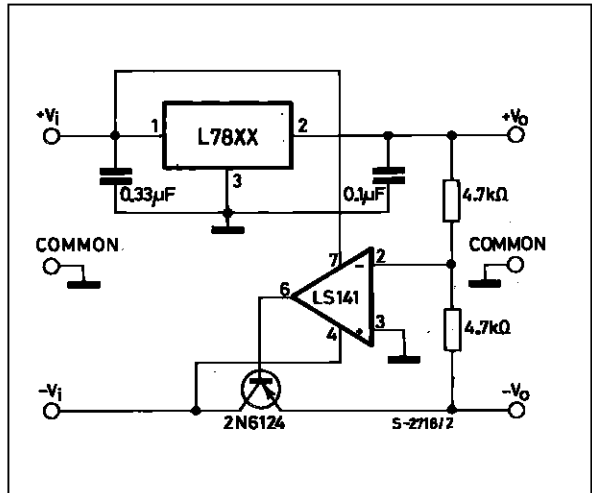 +Vi
1
L78XX
2
+Vo
3
0.33µF
0.1µF
4.7kΩ
COMMON
COMMON
7
2
-
6
LS141
4
+
3
4.7kΩ
-Vi
-Vo
2N6124
S-2718/2